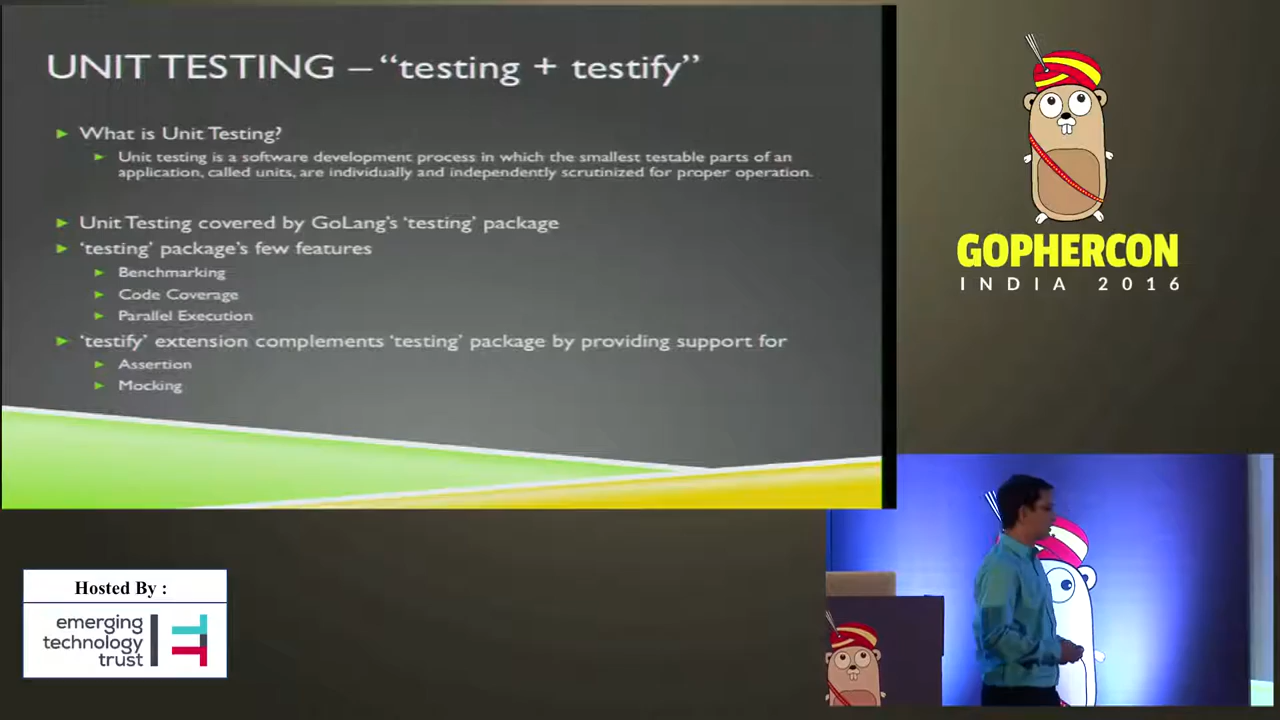 UNIT TESTING – “testing + testify”
What is Unit Testing?
Unit testing is a software development process in which the smallest testable parts of an
application, called units, are individually and independently scrutinized for proper operation.
Unit Testing covered by GoLang's 'testing' package
'testing' package's few features
Benchmarking
Code Coverage
Parallel Execution
'testify' extension complements 'testing' package by providing support for
Assertion
Mocking
GOPHERCON
INDIA 2016
Hosted By :
emerging
technology
trust